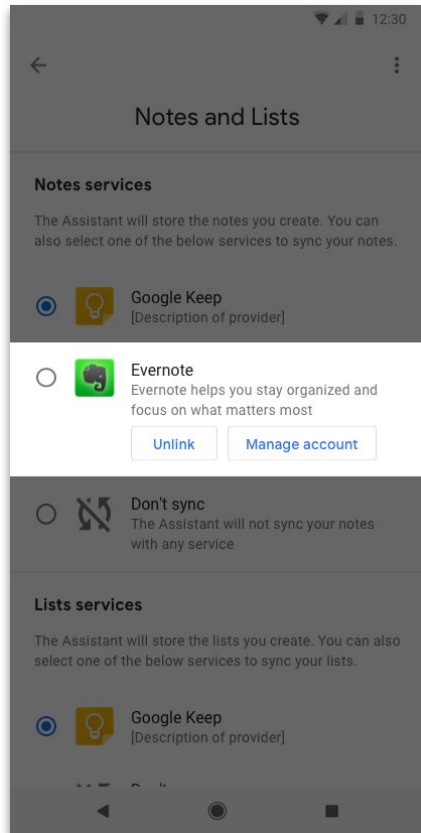 12:30
Notes and Lists
Notes services
The Assistant will store the notes you create. You can
also select one of the below services to sync your notes.
Google Keep
[Description of provider]
Evernote
Evernote helps you stay organized and
focus on what matters most
Unlink Manage account
Don't sync
The Assistant will not sync your notes
with any service
Lists services
The Assistant will store the lists you create. You can also
select one of the below services to sync your lists.
Google Keep
[Description of provider]